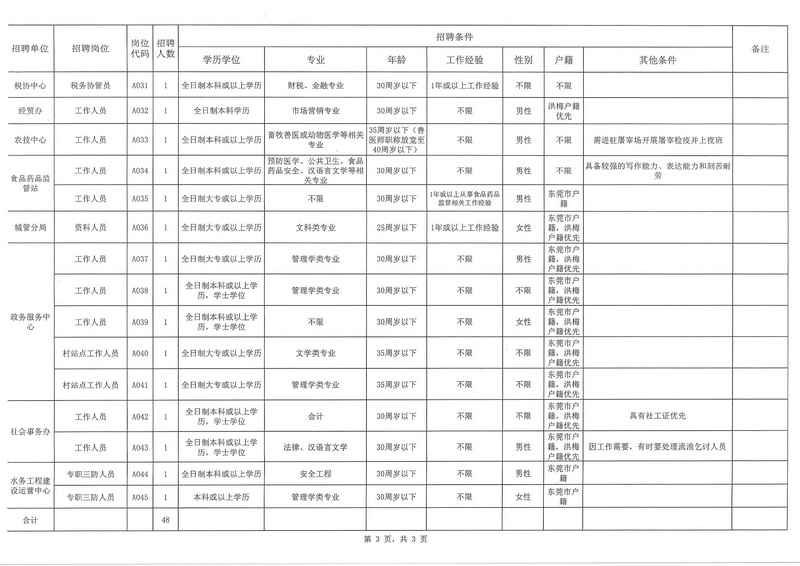 招聘单位 招聘岗位 岗位代码 招聘人数 招聘条件 备注
学历学位 专业 年龄 工作经验 性别 户籍 其他条件
税协中心 税务协管员 A031 1 全日制本科或以上学历 财税、金融专业 30周岁以下 1年或以上工作经验 不限 不限
经贸办 工作人员 A032 1 全日制本科学历 市场营销专业 30周岁以下 不限 男性 洪梅户籍优先
农技中心 工作人员 A033 1 全日制本科或以上学历 畜牧兽医或动物医学等相关专业 35周岁以下（兽医师职称放宽至40周岁以下） 不限 男性 不限 需进驻屠宰场开展屠宰检疫并上夜班
食品药品监督站 工作人员 A034 1 全日制本科或以上学历 预防医学、公共卫生、食品药品安全、汉语言文学等相关专业 30周岁以下 不限 男性 不限 具备较强的写作能力、表达能力和刻苦耐劳
工作人员 A035 1 全日制大专或以上学历 不限 30周岁以下 1年或以上从事食品药品监督相关工作经验 男性 东莞市户籍
城管分局 资料人员 A036 1 全日制大专或以上学历 文科类专业 25周岁以下 1年或以上工作经验 女性 东莞市户籍，洪梅户籍优先
政务服务中心 工作人员 A037 1 全日制大专或以上学历 管理学类专业 30周岁以下 不限 男性 东莞市户籍，洪梅户籍优先
工作人员 A038 1 全日制本科或以上学历，学士学位 管理学类专业 30周岁以下 不限 不限 东莞市户籍，洪梅户籍优先
工作人员 A039 1 全日制本科或以上学历，学士学位 不限 30周岁以下 不限 女性 东莞市户籍，洪梅户籍优先
村站点工作人员 A040 1 全日制大专或以上学历 文学类专业 35周岁以下 不限 不限 东莞市户籍，洪梅户籍优先
村站点工作人员 A041 1 全日制大专或以上学历 管理学类专业 35周岁以下 不限 不限 东莞市户籍，洪梅户籍优先
社会事务办 工作人员 A042 1 全日制本科或以上学历，学士学位 会计 30周岁以下 不限 不限 东莞市户籍，洪梅户籍优先 具有社工证优先
工作人员 A043 1 全日制本科或以上学历，学士学位 法律、汉语言文学 30周岁以下 不限 男性 东莞市户籍，洪梅户籍优先 因工作需要，有时要处理流浪乞讨人员
水务工程建设运营中心 专职三防人员 A044 1 全日制本科或以上学历 安全工程 30周岁以下 不限 男性 东莞市户籍
专职三防人员 A045 1 本科或以上学历 管理学类专业 30周岁以下 不限 女性 东莞市户籍
合计 48
第 3 页，共 3 页